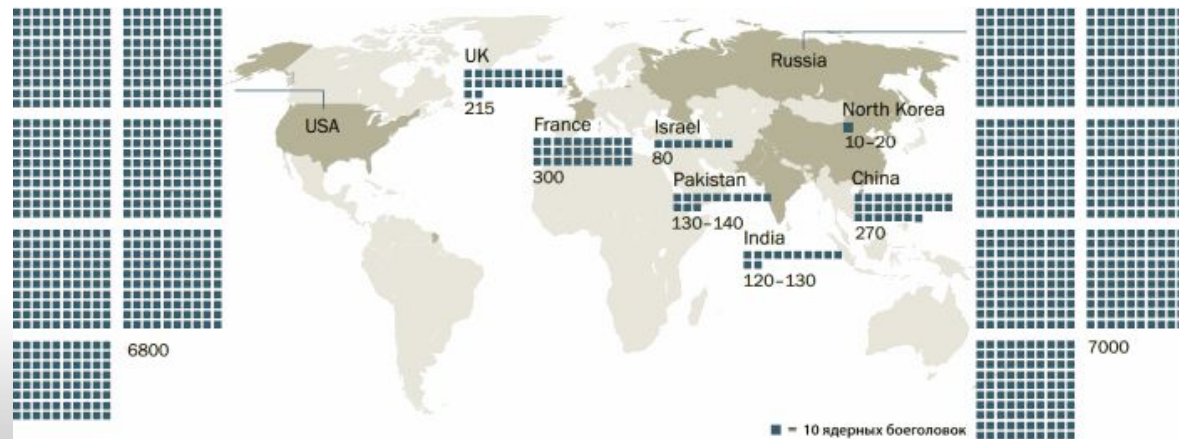 UK
215
USA
France
300
Israel
80
Russia
North Korea
10–20
Pakistan
130–140
China
270
India
120–130
6800
7000
= 10 ядерных боеголовок